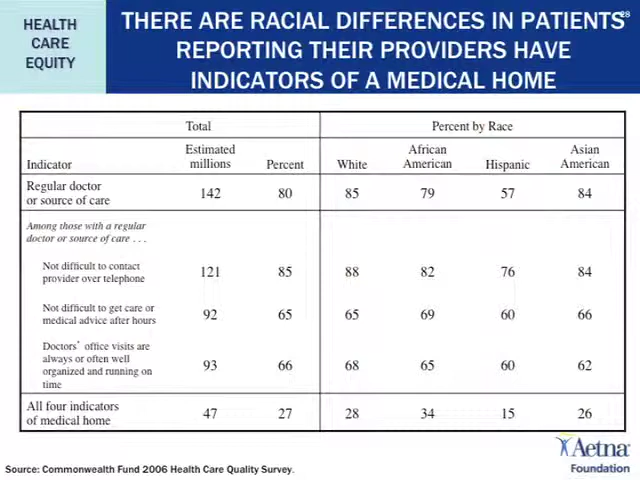 HEALTH
CARE
EQUITY
THERE ARE RACIAL DIFFERENCES IN PATIENTS
REPORTING THEIR PROVIDERS HAVE
INDICATORS OF A MEDICAL HOME
28
Total Percent by Race
Estimated African Asian
Indicator millions Percent White American Hispanic American
Regular doctor
or source of care 142 80 85 79 57 84
Among those with a regular
doctor or source of care . . .
Not difficult to contact
provider over telephone 121 85 88 82 76 84
Not difficult to get care or
medical advice after hours 92 65 65 69 60 66
Doctors’ office visits are
always or often well
organized and running on
time 93 66 68 65 60 62
All four indicators
of medical home 47 27 28 34 15 26
Aetna
Foundation
Source: Commonwealth Fund 2006 Health Care Quality Survey.